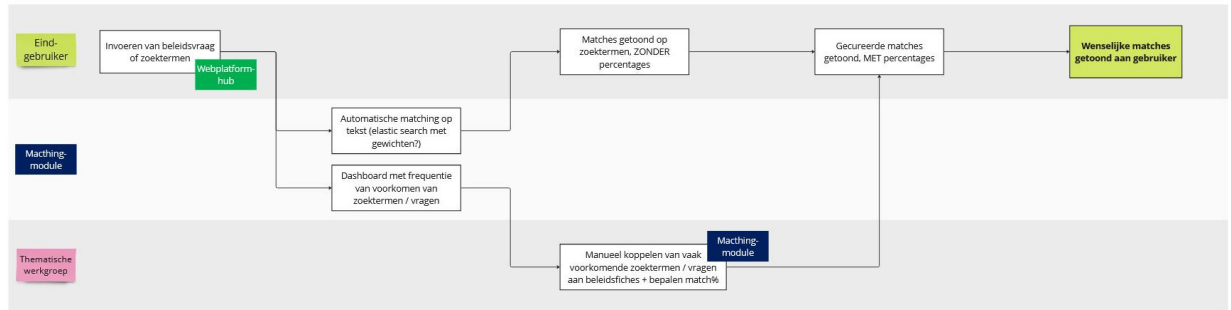 Eind-
gebruiker
Invoeren van beleidsvraag
of zoektermen
Webplatform-
hub
Matches getoond op
zoektermen, ZONDER
percentages
Gecureerde matches
getoond, MET percentages
Wenselijke matches
getoond aan gebruiker
Macthing-
module
Automatische matching op
tekst (elastic search met
gewichten?)
Dashboard met frequentie
van voorkomen van
zoektermen / vragen
Thematische
werkgroep
Macthing-
module
Manueel koppelen van vaak
voorkomende zoektermen / vragen
aan beleidsfiches + bepalen match%